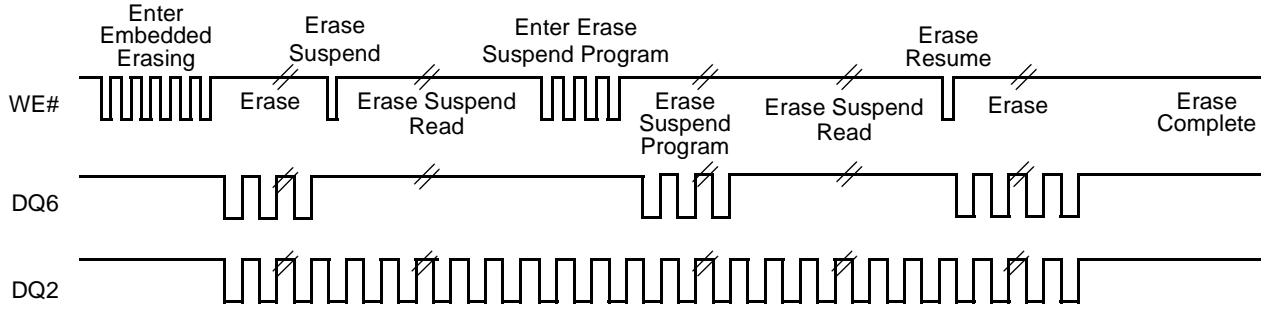 Enter
Embedded
Erasing
Erase
Suspend
Enter Erase
Suspend Program
Erase
Resume
WE#
Erase
Erase Suspend
Read
Erase
Suspend
Program
Erase Suspend
Read
Erase
Erase
Complete
DQ6
DQ2